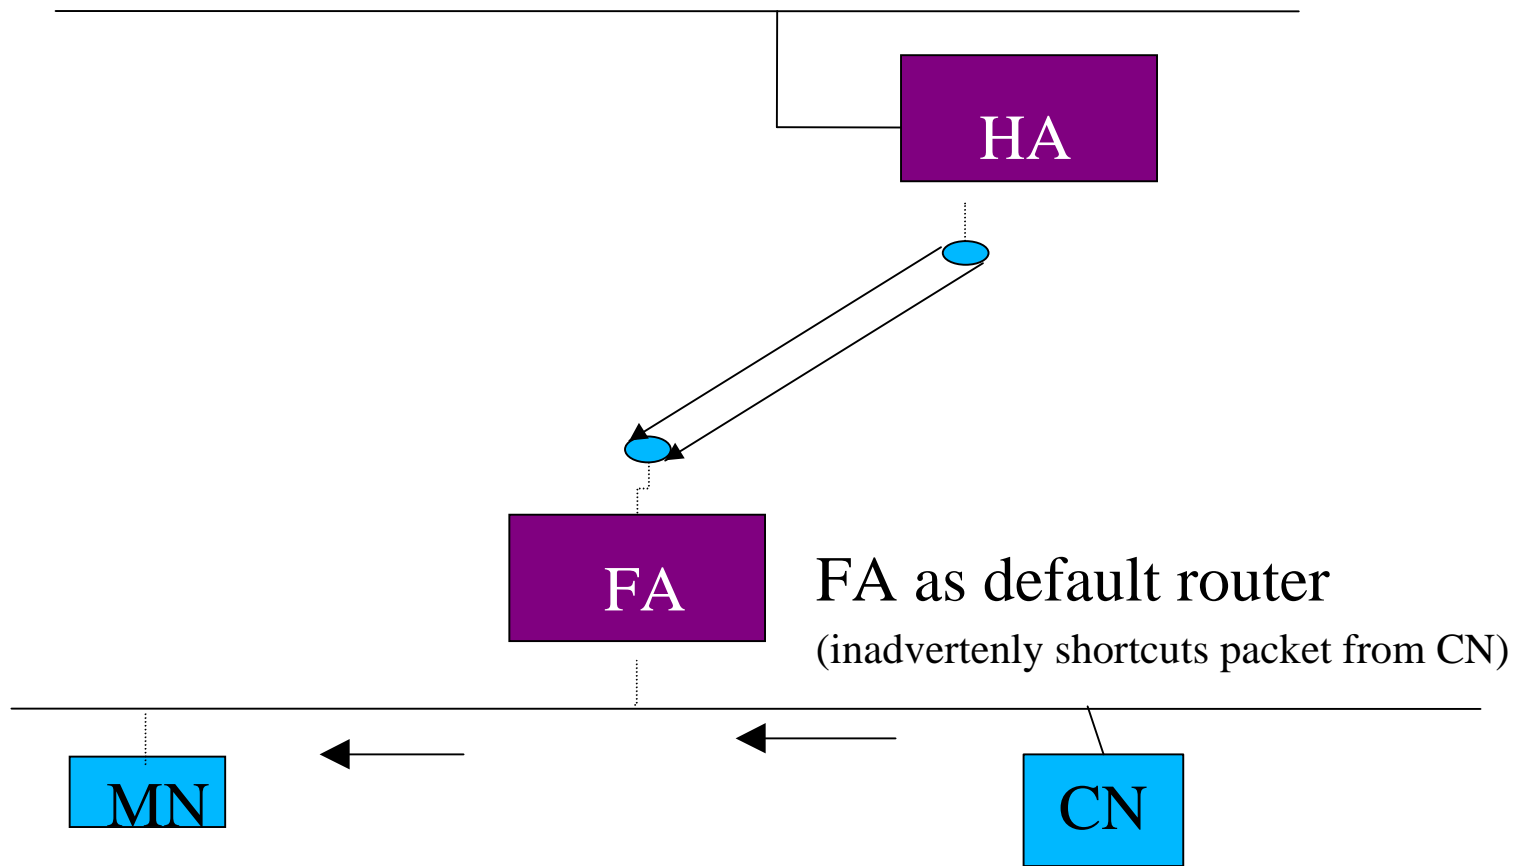 HA
FA
FA as default router
(inadvertenly shortcuts packet from CN)
MN
CN